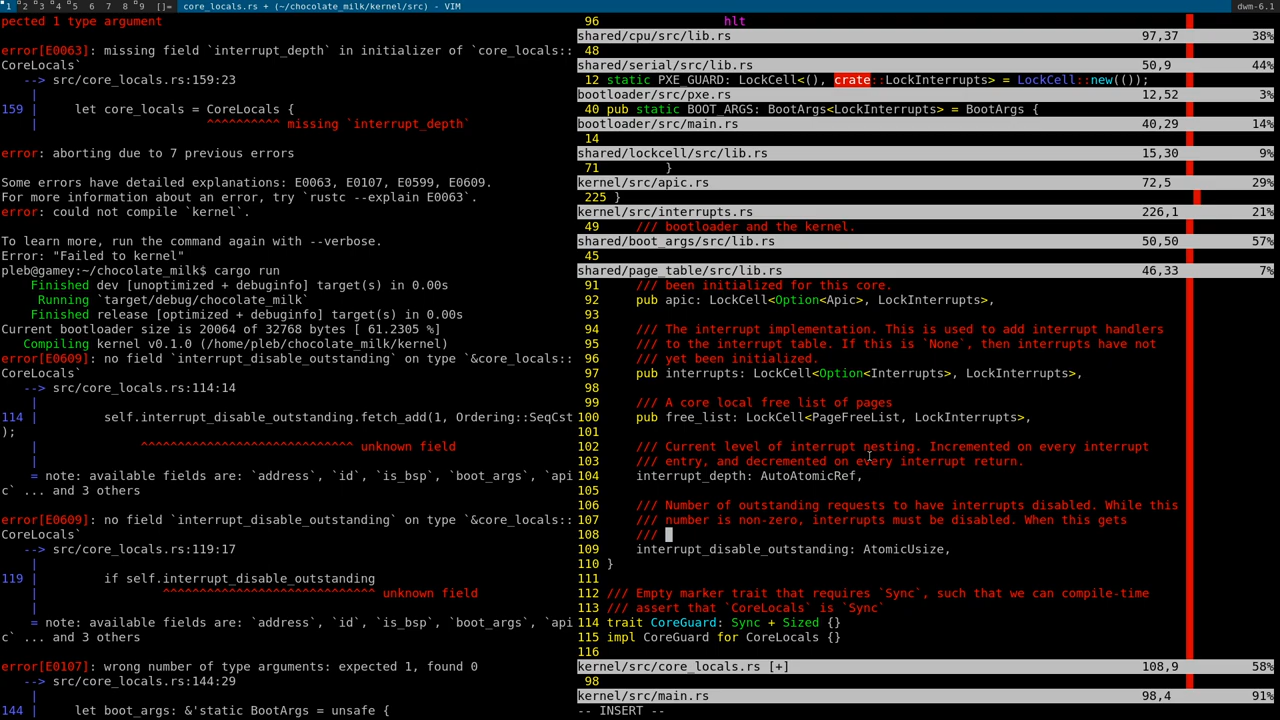 1 2 3 4 5 6 7 8 9 []= core_locals.rs + (~/chocolate_milk/kernel/src) - VIM dwm-6.1
pected 1 type argument

error[E0063]: missing field `interrupt_depth` in initializer of `core_locals::
CoreLocals`
   --> src/core_locals.rs:159:23
    |
159 |     let core_locals = CoreLocals {
    |                       ^^^^^^^^^^ missing `interrupt_depth`

error: aborting due to 7 previous errors

Some errors have detailed explanations: E0063, E0107, E0599, E0609.
For more information about an error, try `rustc --explain E0063`.
error: could not compile `kernel`.

To learn more, run the command again with --verbose.
Error: "Failed to kernel"
pleb@gamey:~/chocolate_milk$ cargo run
    Finished dev [unoptimized + debuginfo] target(s) in 0.00s
     Running `target/debug/chocolate_milk`
    Finished release [optimized + debuginfo] target(s) in 0.00s
Current bootloader size is 20064 of 32768 bytes [ 61.2305 %]
   Compiling kernel v0.1.0 (/home/pleb/chocolate_milk/kernel)
error[E0609]: no field `interrupt_disable_outstanding` on type `&core_locals::
CoreLocals`
   --> src/core_locals.rs:114:14
    |
114 |         self.interrupt_disable_outstanding.fetch_add(1, Ordering::SeqCst
);
    |              ^^^^^^^^^^^^^^^^^^^^^^^^^^^^^ unknown field
    |
    = note: available fields are: `address`, `id`, `is_bsp`, `boot_args`, `api
c` ... and 3 others

error[E0609]: no field `interrupt_disable_outstanding` on type `&core_locals::
CoreLocals`
   --> src/core_locals.rs:119:17
    |
119 |         if self.interrupt_disable_outstanding
    |                 ^^^^^^^^^^^^^^^^^^^^^^^^^^^^^ unknown field
    |
    = note: available fields are: `address`, `id`, `is_bsp`, `boot_args`, `api
c` ... and 3 others

error[E0107]: wrong number of type arguments: expected 1, found 0
   --> src/core_locals.rs:144:29
    |
144 |     let boot_args: &'static BootArgs = unsafe {
 96                 hlt
shared/cpu/src/lib.rs 97,37 38%
 48
shared/serial/src/lib.rs 50,9 44%
 12 static PXE_GUARD: LockCell<(), crate::LockInterrupts> = LockCell::new(());
bootloader/src/pxe.rs 12,52 3%
 40 pub static BOOT_ARGS: BootArgs<LockInterrupts> = BootArgs {
bootloader/src/main.rs 40,29 14%
 14
shared/lockcell/src/lib.rs 15,30 9%
 71         }
kernel/src/apic.rs 72,5 29%
225 }
kernel/src/interrupts.rs 226,1 21%
 49     /// bootloader and the kernel.
shared/boot_args/src/lib.rs 50,50 57%
 45
shared/page_table/src/lib.rs 46,33 7%
 91     /// been initialized for this core.
 92     pub apic: LockCell<Option<Apic>, LockInterrupts>,
 93
 94     /// The interrupt implementation. This is used to add interrupt handlers
 95     /// to the interrupt table. If this is `None`, then interrupts have not
 96     /// yet been initialized.
 97     pub interrupts: LockCell<Option<Interrupts>, LockInterrupts>,
 98
 99     /// A core local free list of pages
100     pub free_list: LockCell<PageFreeList, LockInterrupts>,
101
102     /// Current level of interrupt nesting. Incremented on every interrupt
103     /// entry, and decremented on every interrupt return.
104     interrupt_depth: AutoAtomicRef,
105
106     /// Number of outstanding requests to have interrupts disabled. While this
107     /// number is non-zero, interrupts must be disabled. When this gets
108     ///
109     interrupt_disable_outstanding: AtomicUsize,
110 }
111
112 /// Empty marker trait that requires `Sync`, such that we can compile-time
113 /// assert that `CoreLocals` is `Sync`
114 trait CoreGuard: Sync + Sized {}
115 impl CoreGuard for CoreLocals {}
116
kernel/src/core_locals.rs [+] 108,9 58%
 98
kernel/src/main.rs 98,4 91%
-- INSERT --